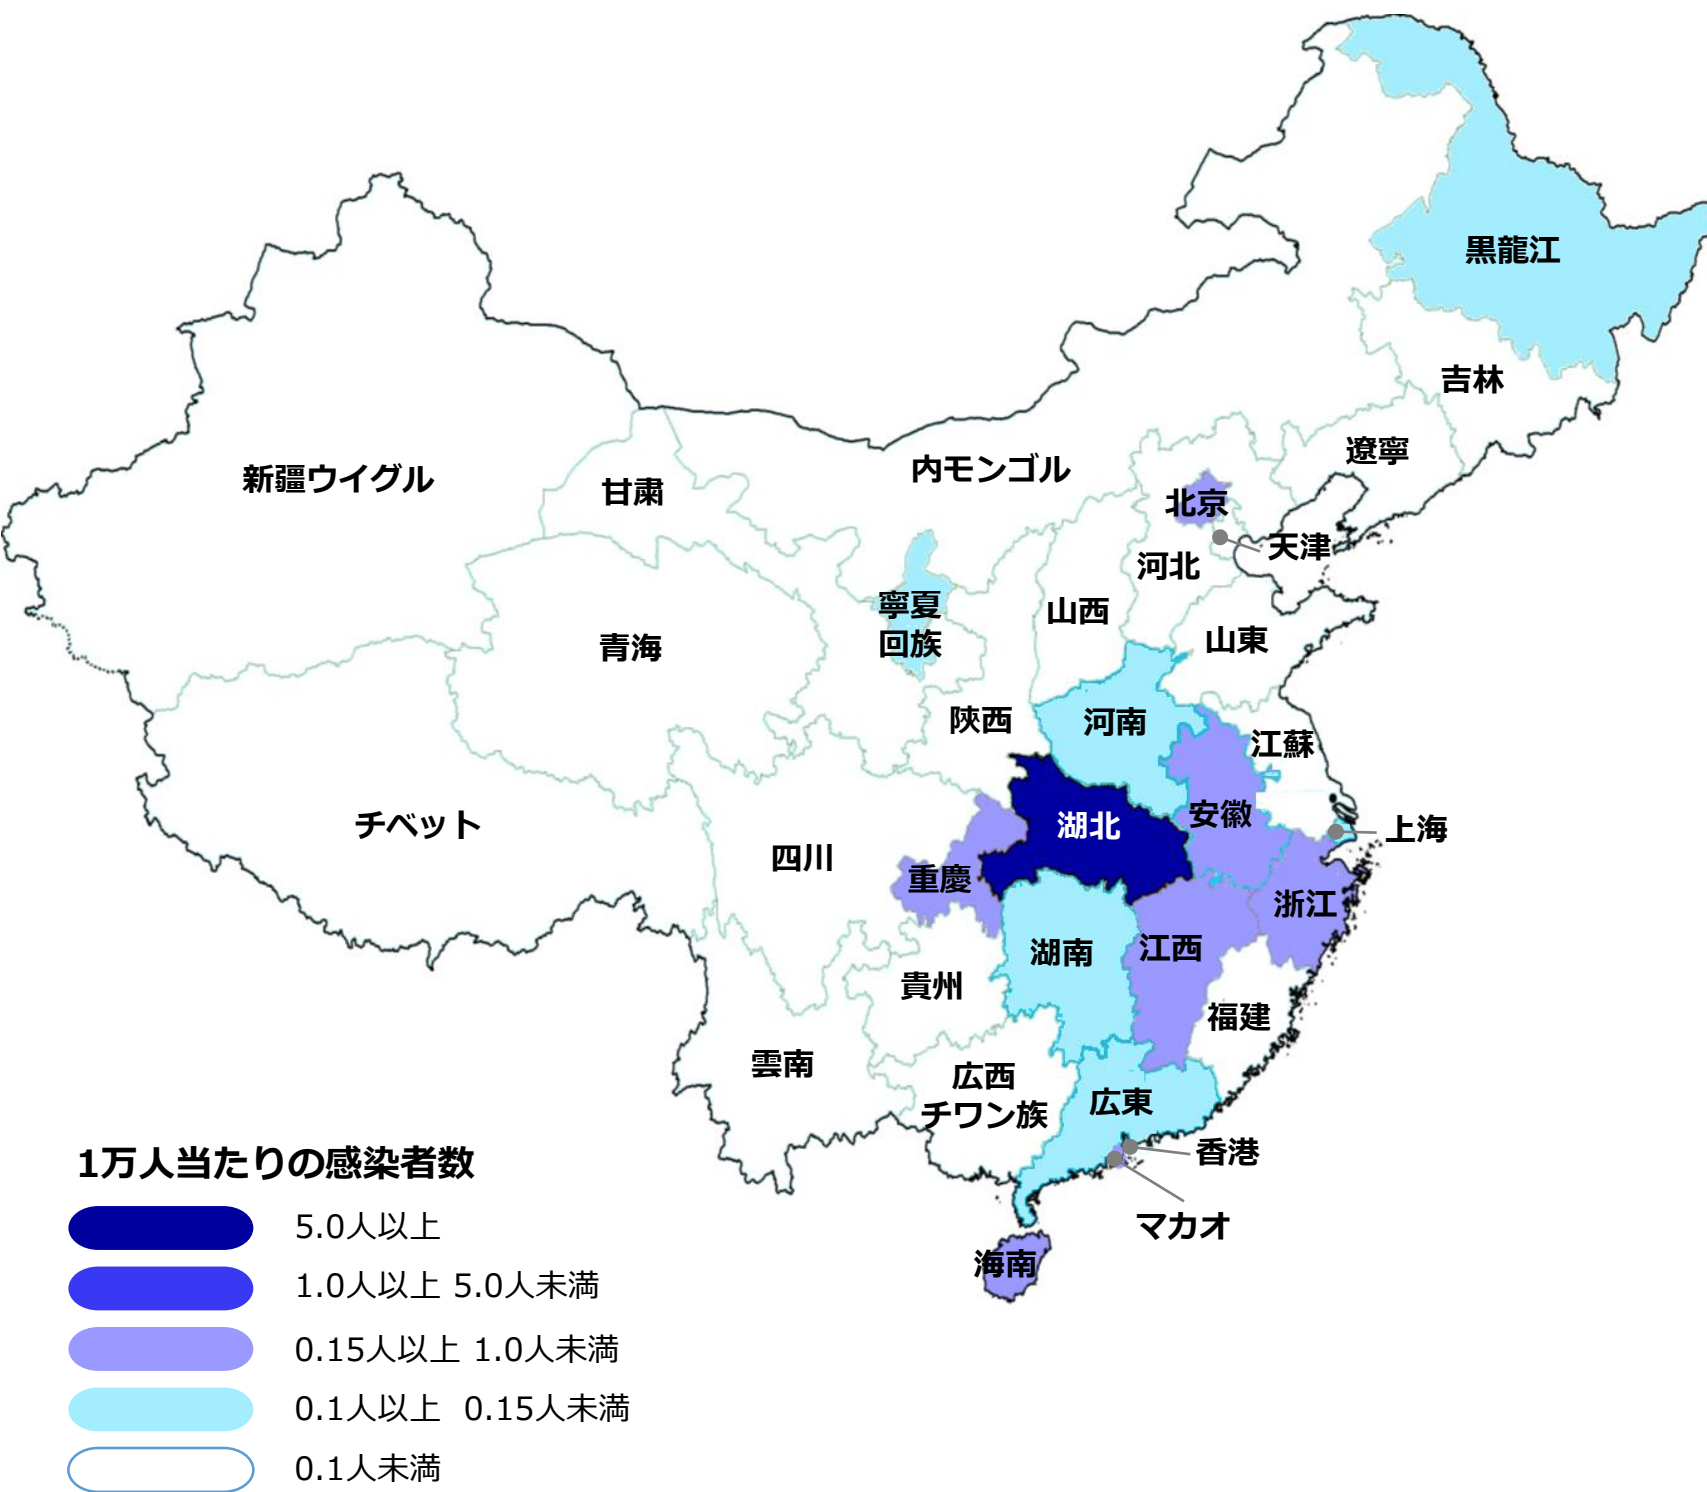 黒龍江
吉林
遼寧
内モンゴル
新疆ウイグル
甘粛
北京
天津
河北
寧夏
回族
山西
山東
青海
陝西
河南
江蘇
チベット
湖北
安徽
上海
四川
重慶
浙江
湖南
江西
貴州
福建
雲南
広西
チワン族
広東
香港
マカオ
海南
1万人当たりの感染者数
5.0人以上
1.0人以上 5.0人未満
0.15人以上 1.0人未満
0.1人以上 0.15人未満
0.1人未満